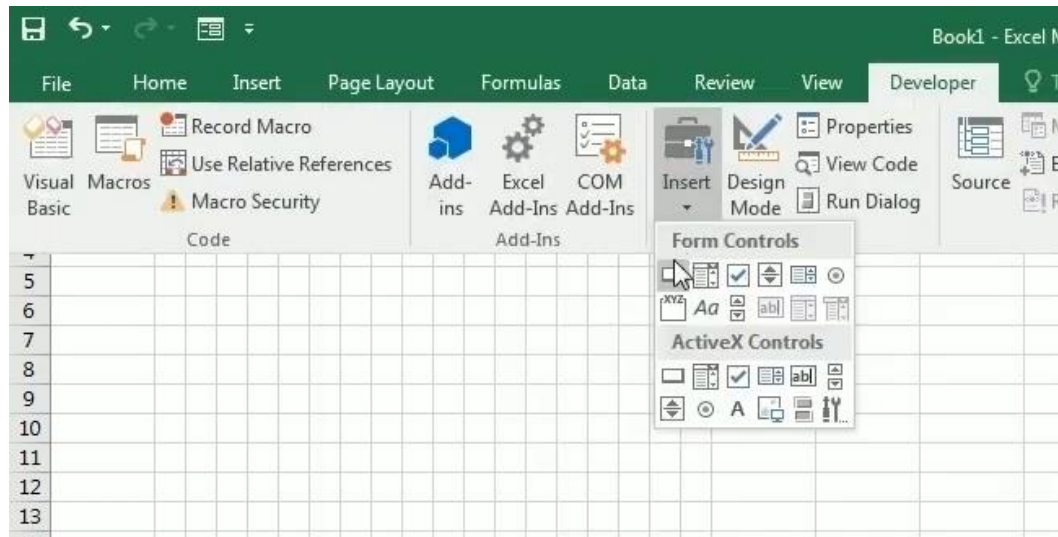 Book1 - Excel
File Home Insert Page Layout Formulas Data Review View Developer
Record Macro
Use Relative References
Macro Security
Visual Basic
Macros
Code
Add-ins
Excel Add-Ins
COM Add-Ins
Add-Ins
Insert
Design Mode
Properties
View Code
Run Dialog
Source
Form Controls
XYZ Aa ab|
ActiveX Controls
ab|
A
5
6
7
8
9
10
11
12
13